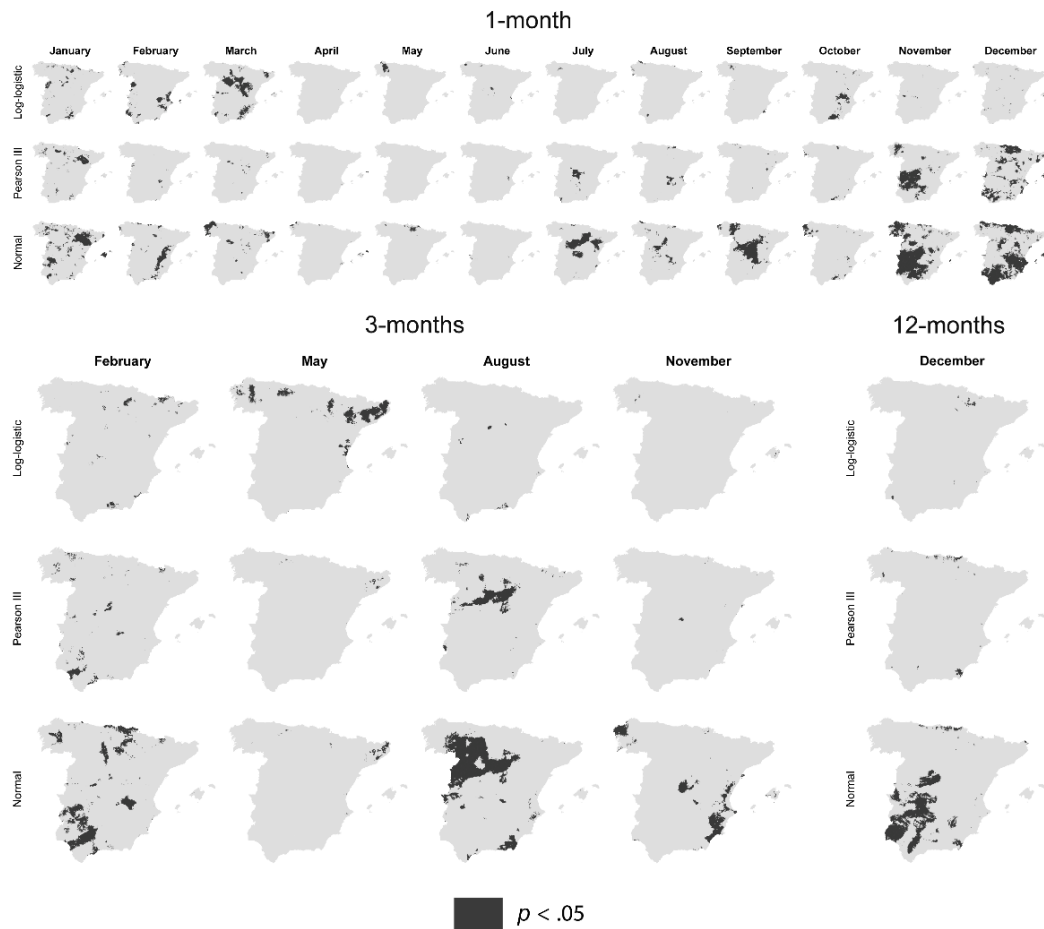 1-month
January February March April May June July August September October November December
Log-logistic
Pearson III
Normal
3-months 12-months
February May August November December
Log-logistic Log-logistic
Pearson III Pearson III
Normal Normal
p < .05